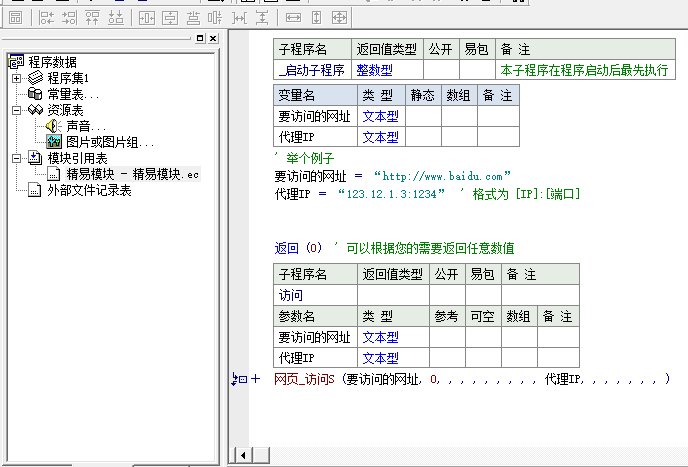 程序数据
程序集1
常量表...
资源表
声音...
图片或图片组...
模块引用表
精易模块 - 精易模块.ec
外部文件记录表
子程序名 返回值类型 公开 易包 备 注
_启动子程序 整数型 本子程序在程序启动后最先执行
变量名 类 型 静态 数组 备 注
要访问的网址 文本型
代理IP 文本型
' 举个例子
要访问的网址 = “http://www.baidu.com”
代理IP = “123.12.1.3:1234” ' 格式为 [IP]:[端口]
返回 (0) ' 可以根据您的需要返回任意数值
子程序名 返回值类型 公开 易包 备 注
访问
参数名 类 型 参考 可空 数组 备 注
要访问的网址 文本型
代理IP 文本型
网页_访问S (要访问的网址, 0, , , , , , , , , 代理IP, , , , , , , )